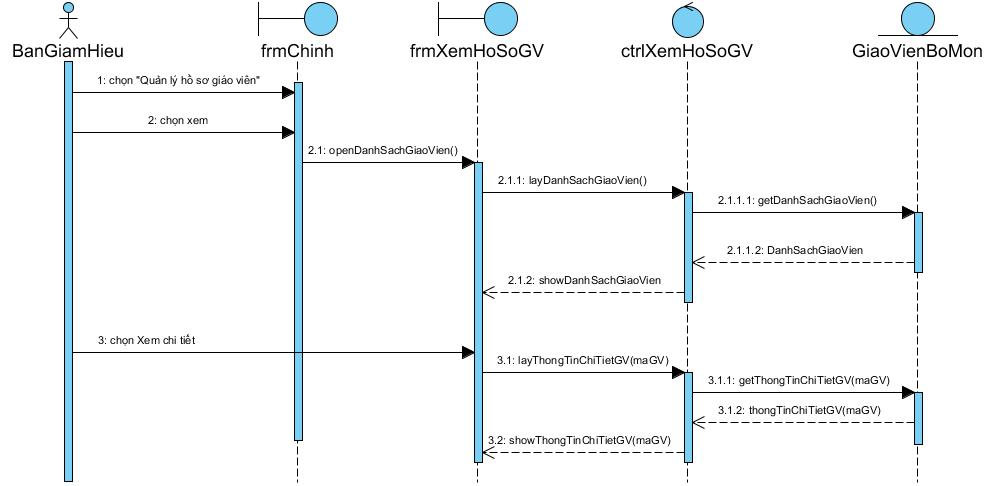 BanGiamHieu
frmChinh
frmXemHoSoGV
ctrlXemHoSoGV
GiaoVienBoMon
1: chọn "Quản lý hồ sơ giáo viên"
2: chọn xem
2.1: openDanhSachGiaoVien()
2.1.1: layDanhSachGiaoVien()
2.1.1.1: getDanhSachGiaoVien()
2.1.1.2: DanhSachGiaoVien
2.1.2: showDanhSachGiaoVien
3: chọn Xem chi tiết
3.1: layThongTinChiTietGV(maGV)
3.1.1: getThongTinChiTietGV(maGV)
3.1.2: thongTinChiTietGV(maGV)
3.2: showThongTinChiTietGV(maGV)